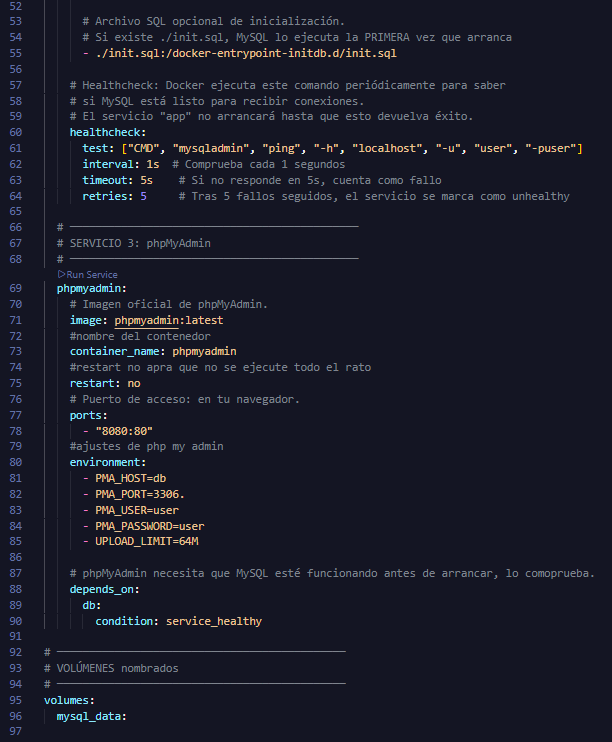 52
53 # Archivo SQL opcional de inicialización.
54 # Si existe ./init.sql, MySQL lo ejecuta la PRIMERA vez que arranca
55 - ./init.sql:/docker-entrypoint-initdb.d/init.sql
56
57 # Healthcheck: Docker ejecuta este comando periódicamente para saber
58 # si MySQL está listo para recibir conexiones.
59 # El servicio "app" no arrancará hasta que esto devuelva éxito.
60 healthcheck:
61 test: ["CMD", "mysqladmin", "ping", "-h", "localhost", "-u", "user", "-puser"]
62 interval: 1s # Comprueba cada 1 segundos
63 timeout: 5s # Si no responde en 5s, cuenta como fallo
64 retries: 5 # Tras 5 fallos seguidos, el servicio se marca como unhealthy
65
66 # ─────────────────────────────────────────────
67 # SERVICIO 3: phpMyAdmin
68 # ─────────────────────────────────────────────
▷Run Service
69 phpmyadmin:
70 # Imagen oficial de phpMyAdmin.
71 image: phpmyadmin:latest
72 #nombre del contenedor
73 container_name: phpmyadmin
74 #restart no apra que no se ejecute todo el rato
75 restart: no
76 # Puerto de acceso: en tu navegador.
77 ports:
78 - "8080:80"
79 #ajustes de php my admin
80 environment:
81 - PMA_HOST=db
82 - PMA_PORT=3306.
83 - PMA_USER=user
84 - PMA_PASSWORD=user
85 - UPLOAD_LIMIT=64M
86
87 # phpMyAdmin necesita que MySQL esté funcionando antes de arrancar, lo comoprueba.
88 depends_on:
89 db:
90 condition: service_healthy
91
92 # ─────────────────────────────────────────────
93 # VOLÚMENES nombrados
94 # ─────────────────────────────────────────────
95 volumes:
96 mysql_data:
97